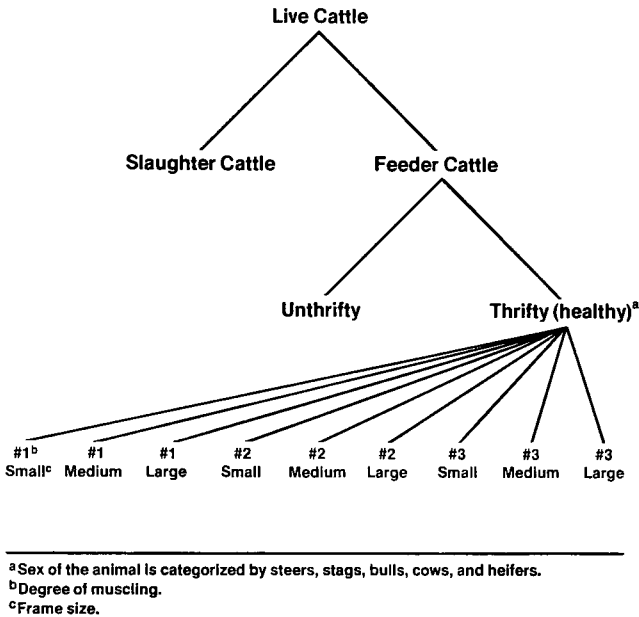 Live Cattle
Slaughter Cattle Feeder Cattle
Unthrifty Thrifty (healthy)ᵃ
#1ᵇ #1 #1 #2 #2 #2 #3 #3 #3
Smallᶜ Medium Large Small Medium Large Small Medium Large
ᵃSex of the animal is categorized by steers, stags, bulls, cows, and heifers.
ᵇDegree of muscling.
ᶜFrame size.